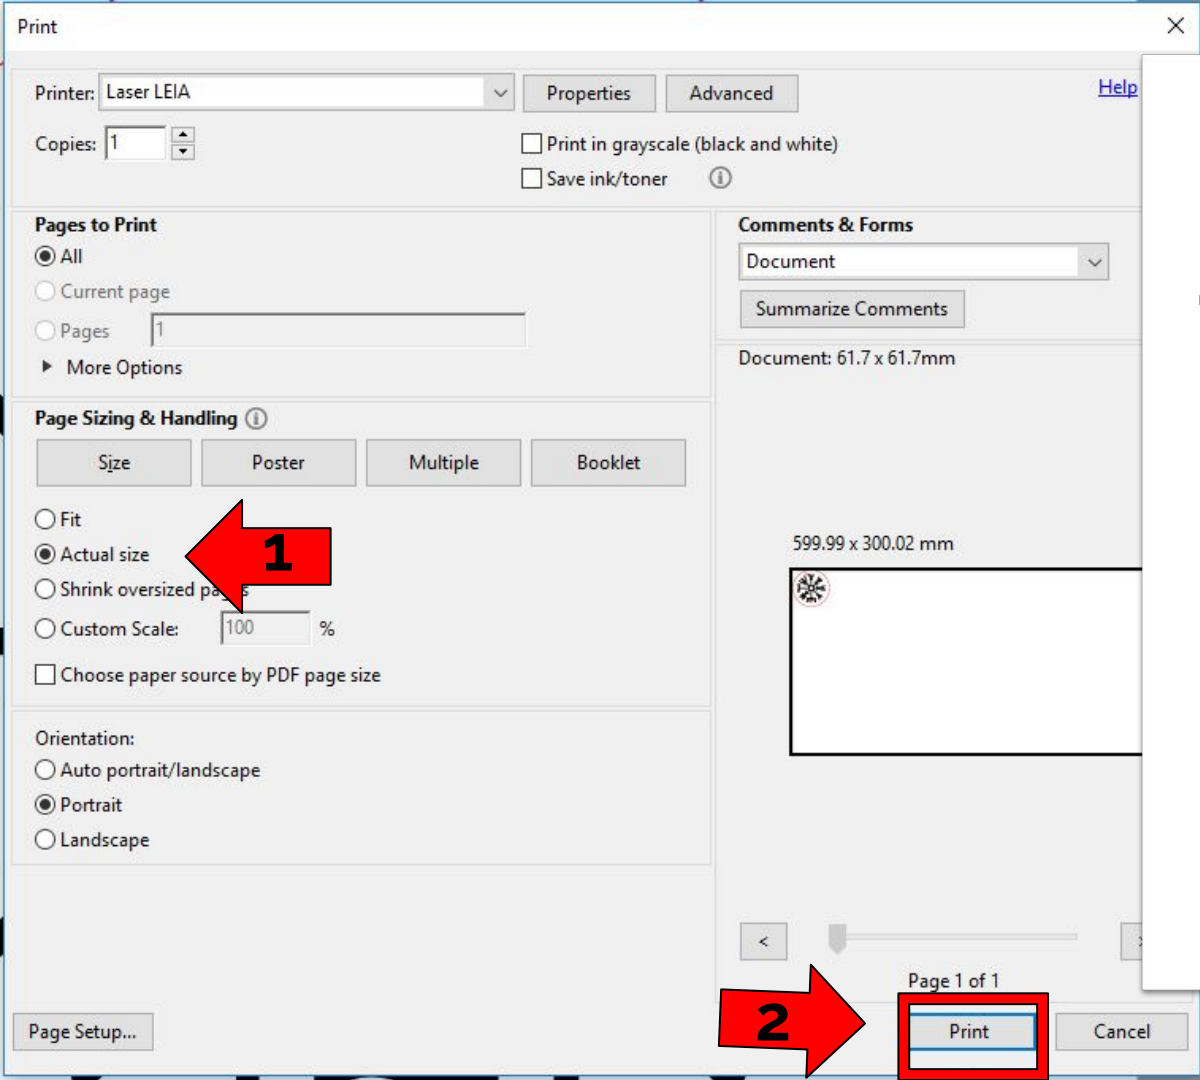 Print
Printer: Laser LEIA
Properties
Advanced
Help
Copies: 1
Print in grayscale (black and white)
Save ink/toner
Pages to Print
All
Current page
Pages 1
More Options
Comments & Forms
Document
Summarize Comments
Document: 61.7 x 61.7mm
Page Sizing & Handling
Size
Poster
Multiple
Booklet
Fit
Actual size
1
Shrink oversized pages
Custom Scale: 100 %
Choose paper source by PDF page size
599.99 x 300.02 mm
Orientation:
Auto portrait/landscape
Portrait
Landscape
<
Page 1 of 1
Page Setup...
2
Print
Cancel